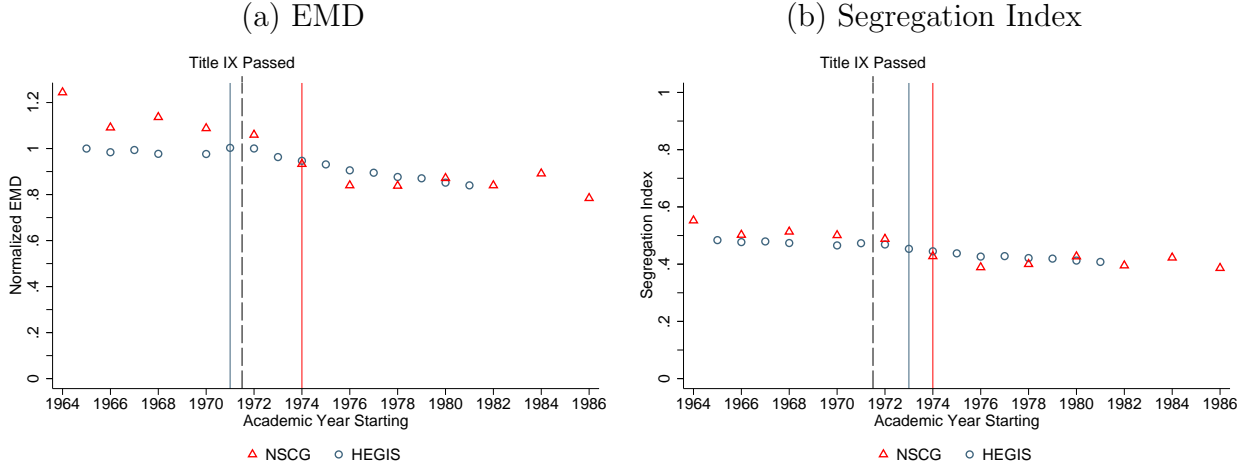 (a) EMD
Title IX Passed
Normalized EMD
0 .2 .4 .6 .8 1 1.2
1964 1966 1968 1970 1972 1974 1976 1978 1980 1982 1984 1986
Academic Year Starting
NSCG HEGIS
(b) Segregation Index
Title IX Passed
Segregation Index
0 .2 .4 .6 .8 1
1964 1966 1968 1970 1972 1974 1976 1978 1980 1982 1984 1986
Academic Year Starting
NSCG HEGIS